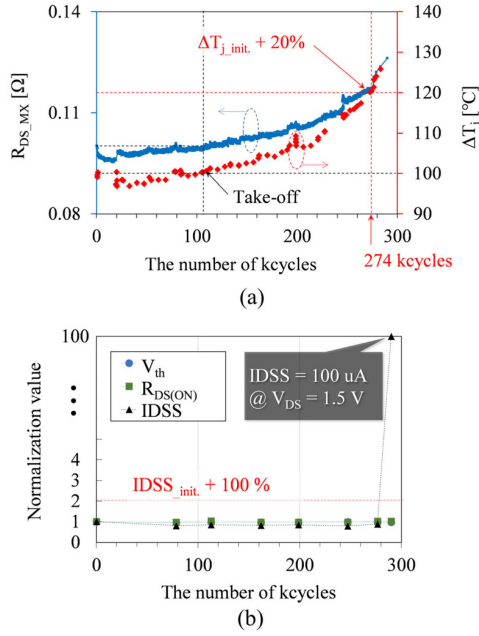 (a)
0.14
0.11
0.08
R_DS_MX [Ω]
140
130
120
110
100
90
ΔT_j [℃]
ΔT_j_init. + 20%
Take-off
0
100
200
300
The number of kcycles
274 kcycles
(a)
100
4
3
2
1
0
Normalization value
V_th
R_DS(ON)
IDSS
IDSS = 100 uA
@ V_DS = 1.5 V
IDSS_init. + 100 %
0
100
200
300
The number of kcycles
(b)